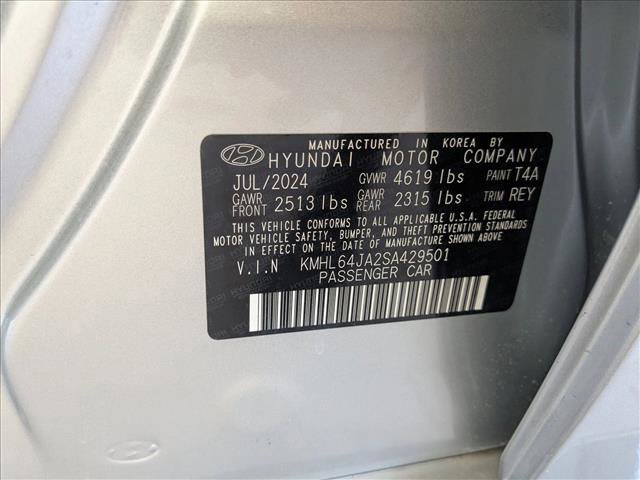 MANUFACTURED IN KOREA BY
HYUNDAI MOTOR COMPANY
JUL/2024 GVWR 4619 lbs PAINT T4A
GAWR FRONT 2513 lbs GAWR REAR 2315 lbs TRIM REY
THIS VEHICLE CONFORMS TO ALL APPLICABLE U.S.A. FEDERAL
MOTOR VEHICLE SAFETY, BUMPER, AND THEFT PREVENTION STANDARDS
IN EFFECT ON THE DATE OF MANUFACTURE SHOWN ABOVE.
V.I.N KMHL64JA2SA429501
PASSENGER CAR